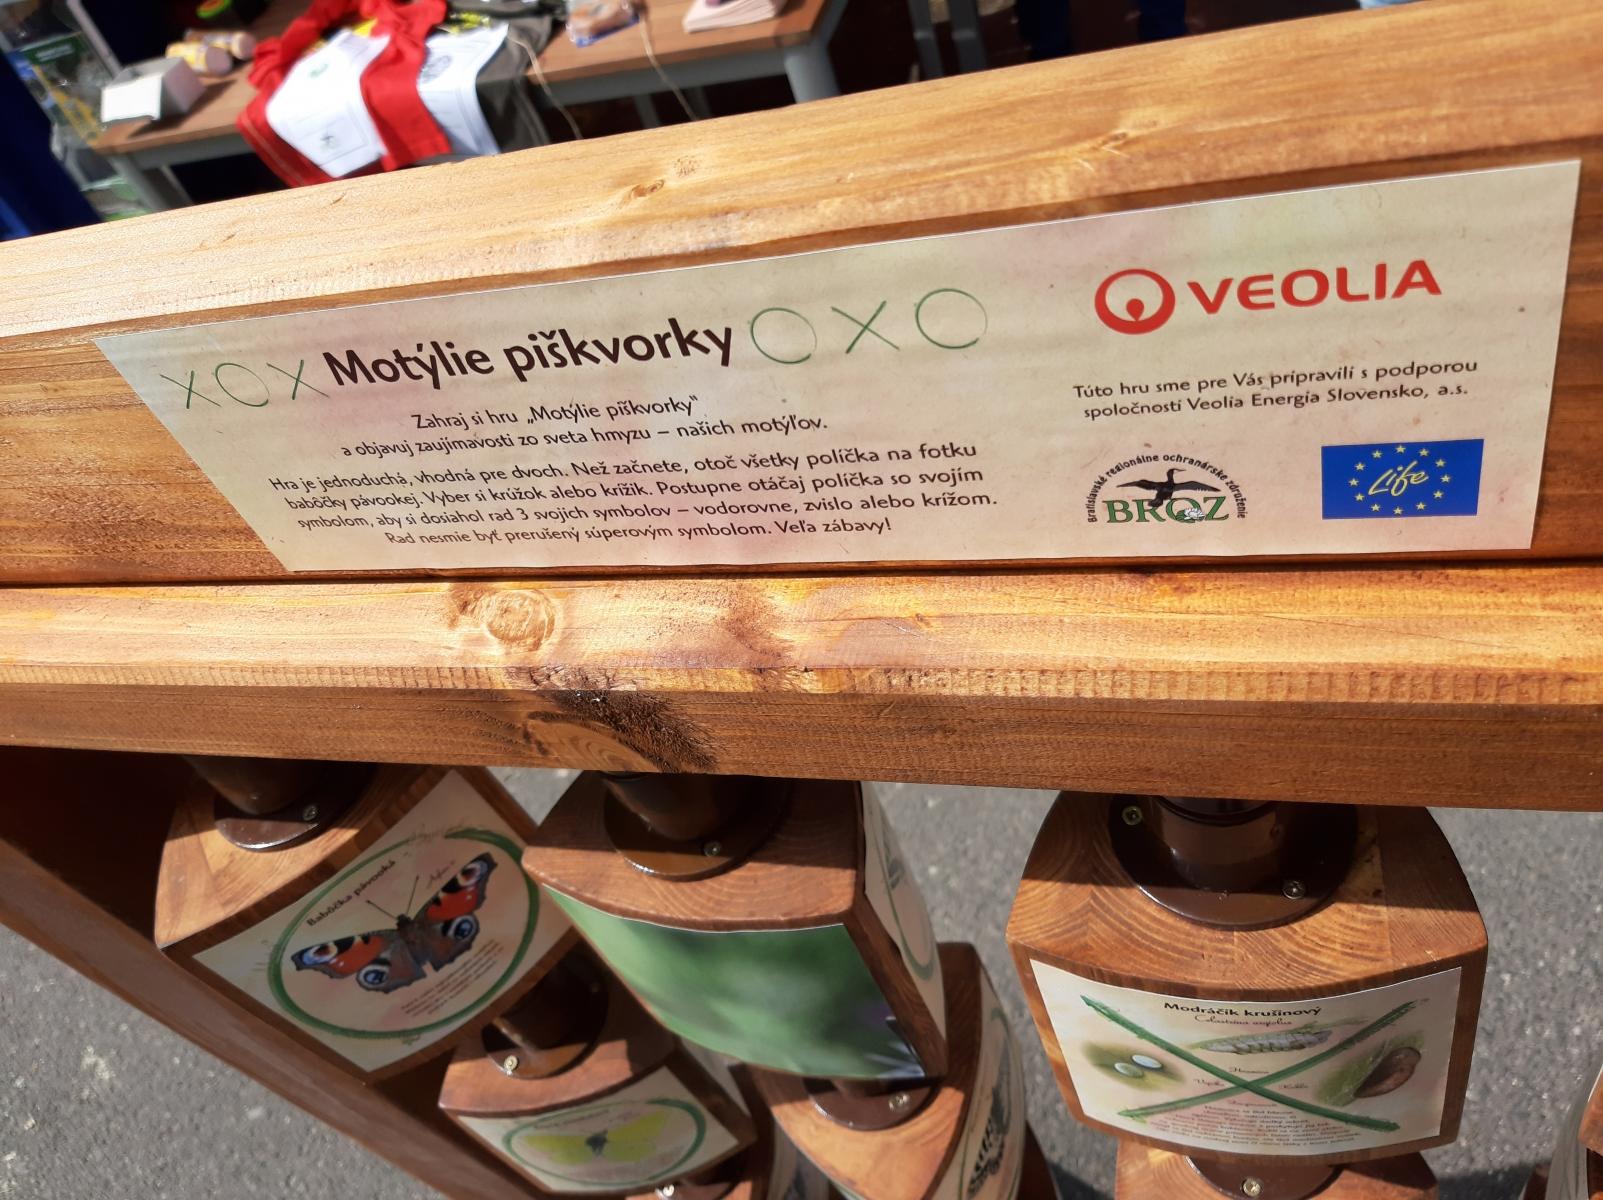 XOX Motýlie piškvorky OXO
Zahraj si hru „Motýlie piškvorky“
a objavuj zaujímavosti zo sveta hmyzu – našich motýľov.
Hra je jednoduchá, vhodná pre dvoch. Než začnete, otoč všetky políčka na fotku
babôčky pávookej. Vyber si krúžok alebo krížik. Postupne otáčaj políčka so svojím
symbolom, aby si dosiahol rad 3 svojich symbolov – vodorovne, zvislo alebo krížom.
Rad nesmie byť prerušený súperovým symbolom. Veľa zábavy!
VEOLIA
Túto hru sme pre Vás pripravili s podporou
spoločnosti Veolia Energia Slovensko, a.s.
Bratislavské regionálne ochranárske združenie
BROZ
Life
Babôčka pávooká
Modráčik krušinový